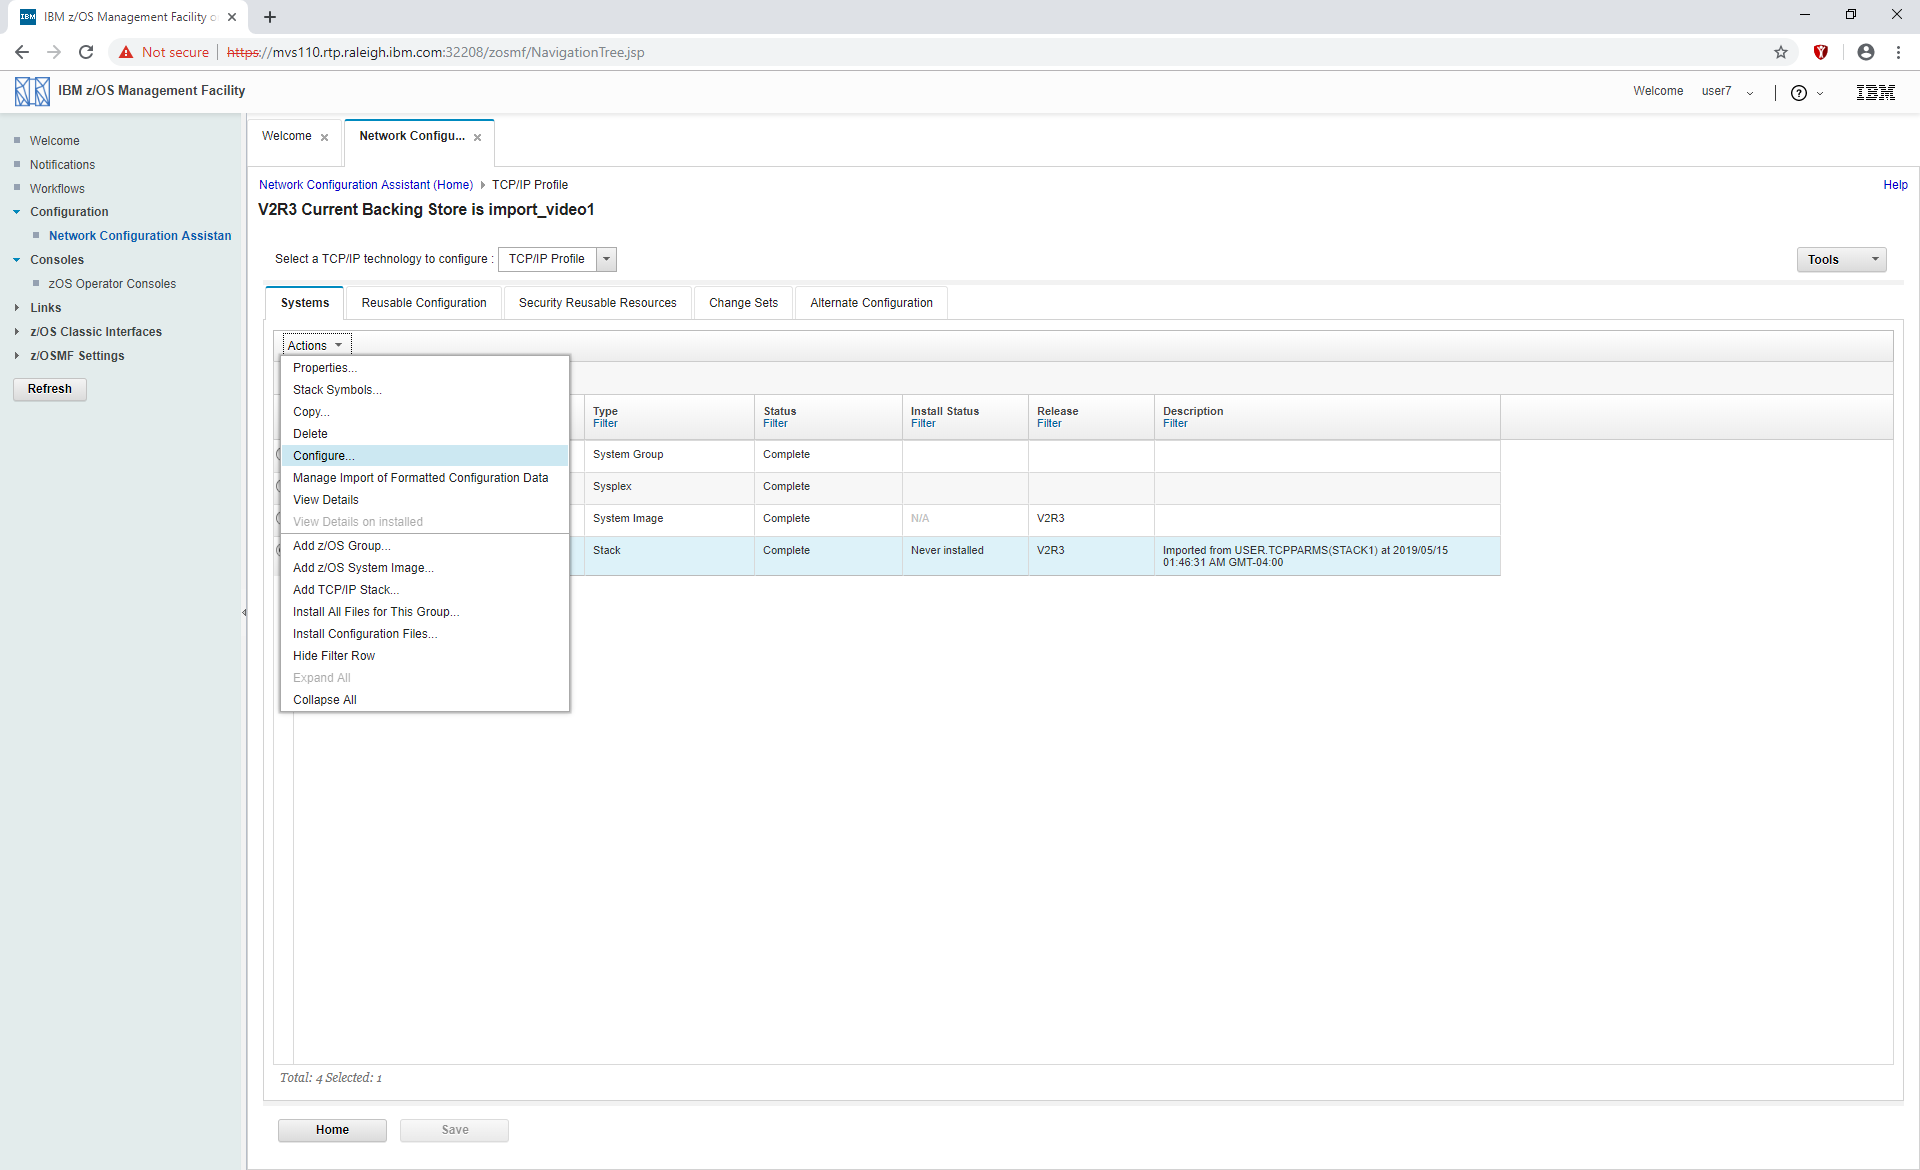 IBM
IBM z/OS Management Facility o
Not secure
https://mvs110.rtp.raleigh.ibm.com:32208/zosmf/NavigationTree.jsp
IBM z/OS Management Facility
Welcome user7
IBM
Welcome
Notifications
Workflows
Configuration
Network Configuration Assistan
Consoles
zOS Operator Consoles
Links
z/OS Classic Interfaces
z/OSMF Settings
Refresh
Welcome
Network Configu...
Network Configuration Assistant (Home) TCP/IP Profile
Help
V2R3 Current Backing Store is import_video1
Select a TCP/IP technology to configure : TCP/IP Profile
Tools
Systems Reusable Configuration Security Reusable Resources Change Sets Alternate Configuration
Actions
Properties...
Stack Symbols...
Copy...
Delete
Configure...
Manage Import of Formatted Configuration Data
View Details
View Details on installed
Add z/OS Group...
Add z/OS System Image...
Add TCP/IP Stack...
Install All Files for This Group...
Install Configuration Files...
Hide Filter Row
Expand All
Collapse All
Type Status Install Status Release Description
Filter Filter Filter Filter Filter
System Group Complete
Sysplex Complete
System Image Complete N/A V2R3
Stack Complete Never installed V2R3 Imported from USER.TCPPARMS(STACK1) at 2019/05/15
01:46:31 AM GMT-04:00
Total: 4 Selected: 1
Home Save